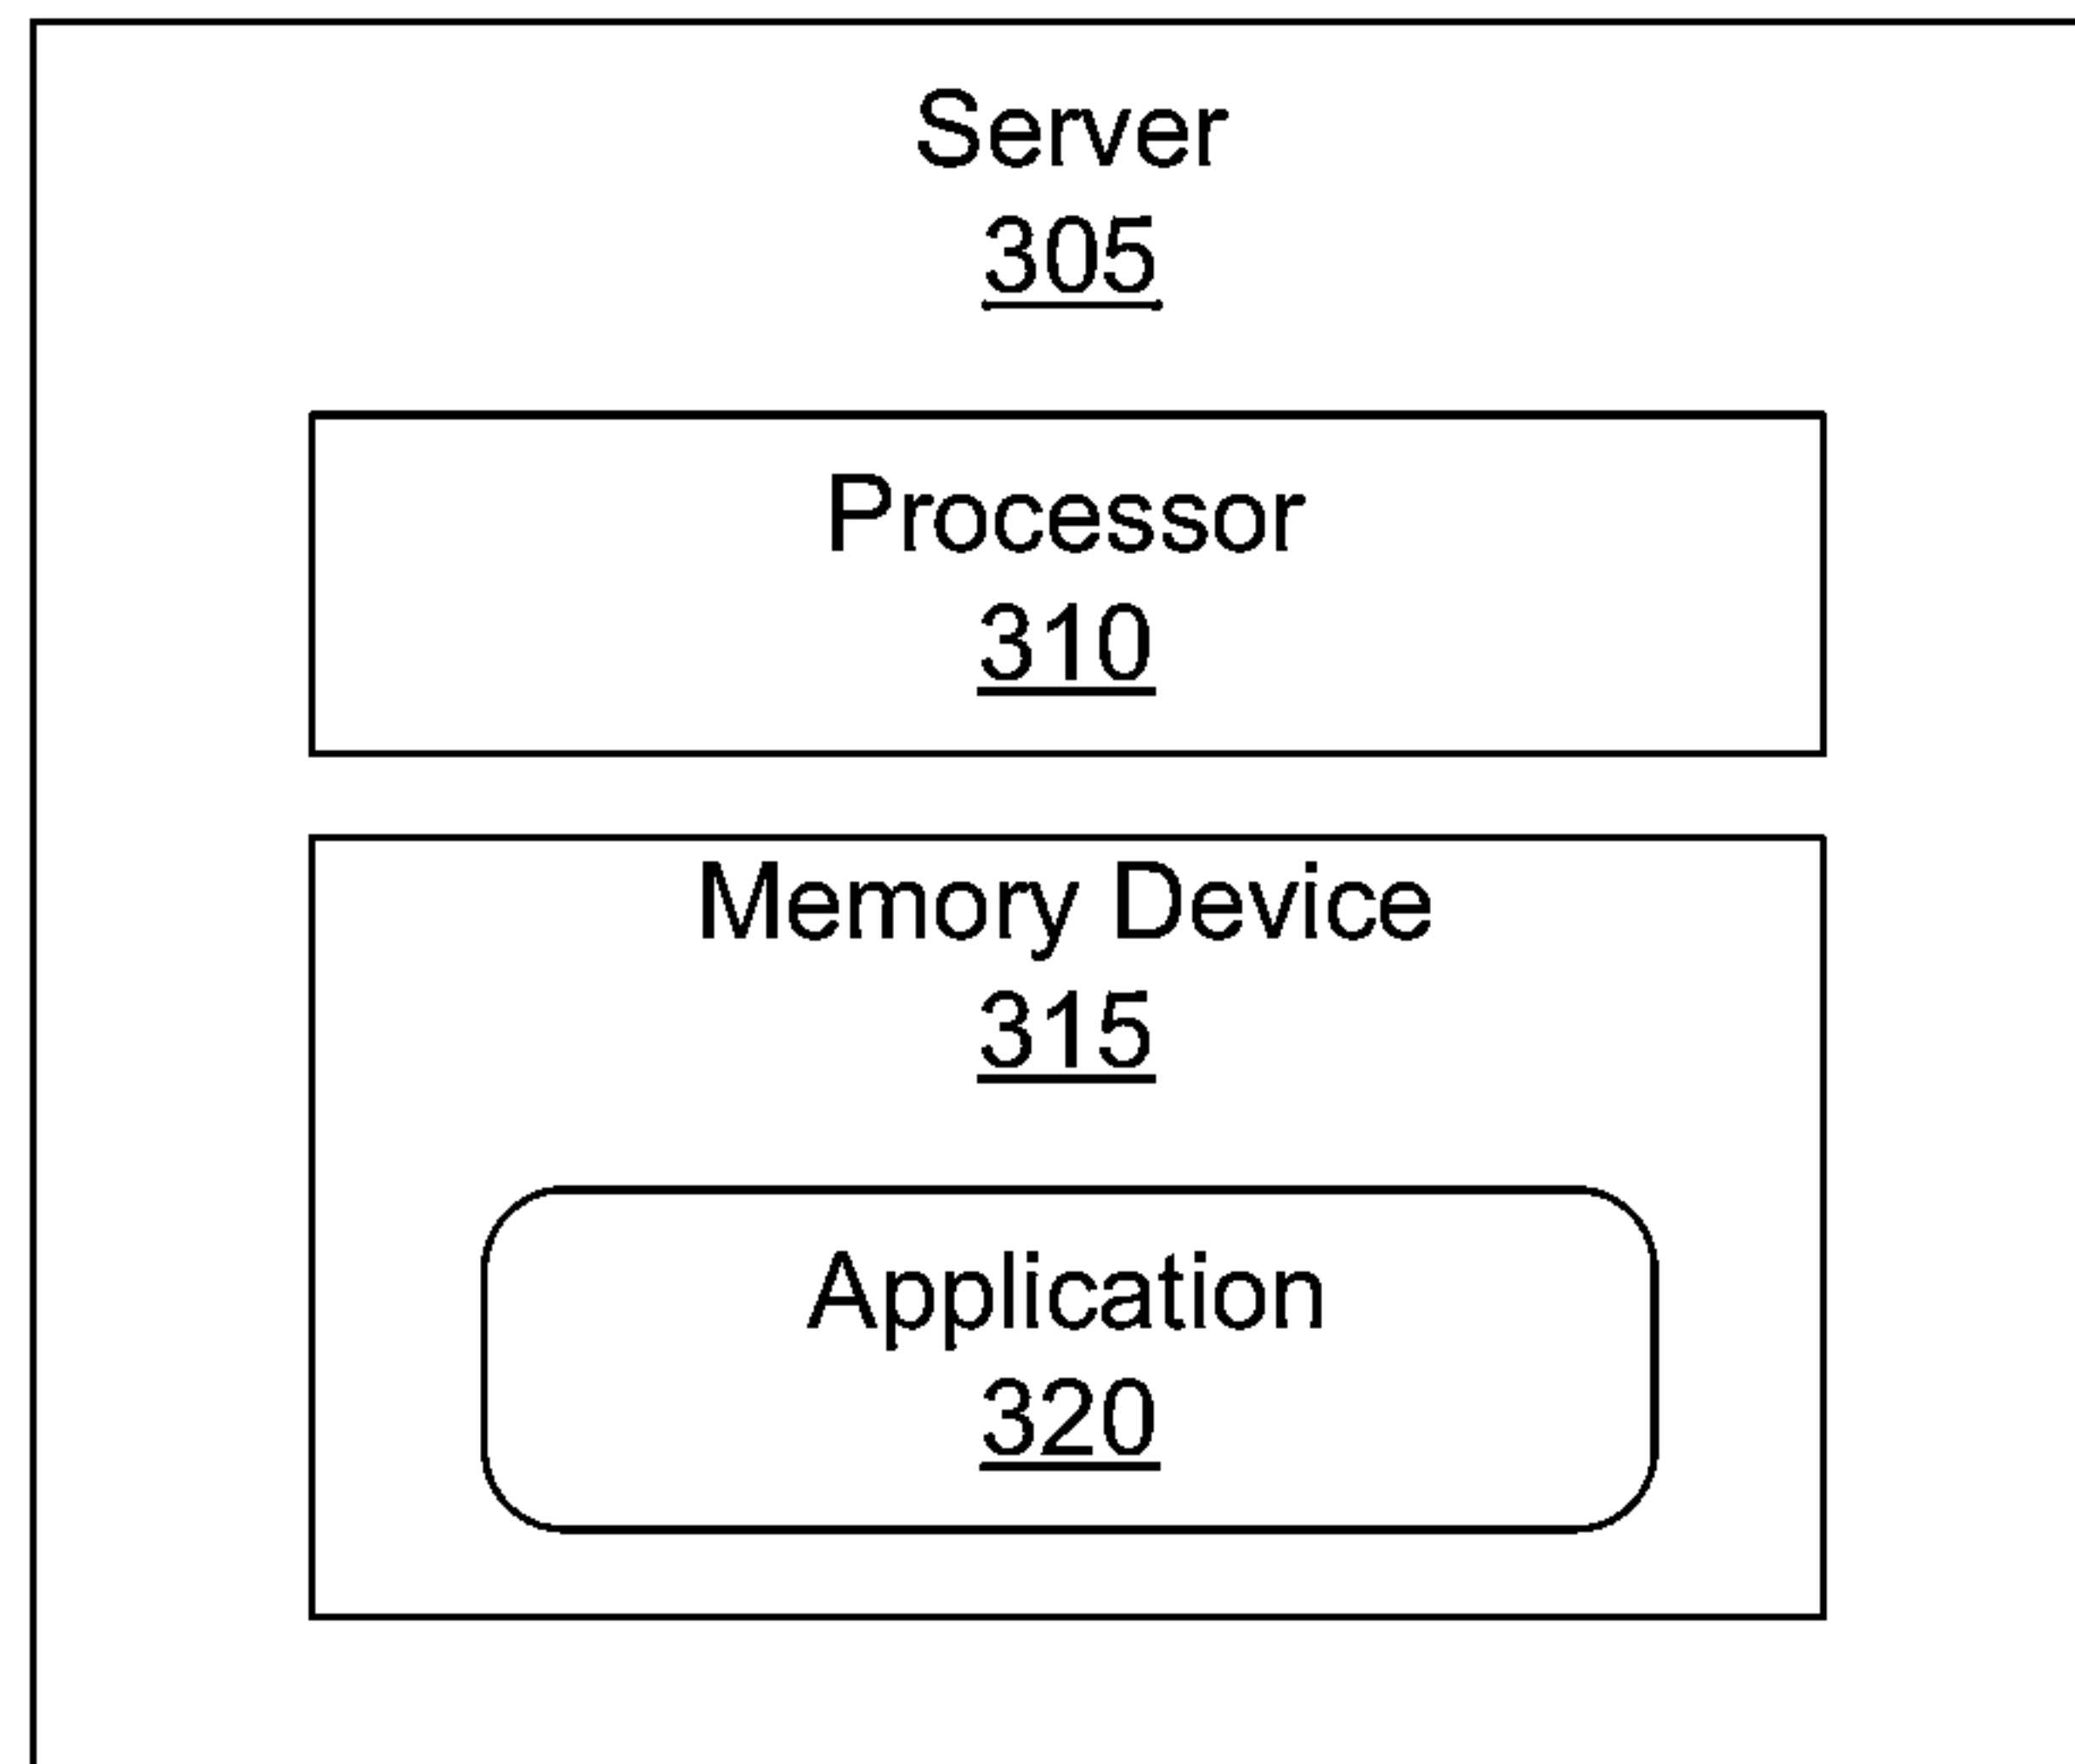 Server
305
Processor
310
Memory Device
315
Application
320